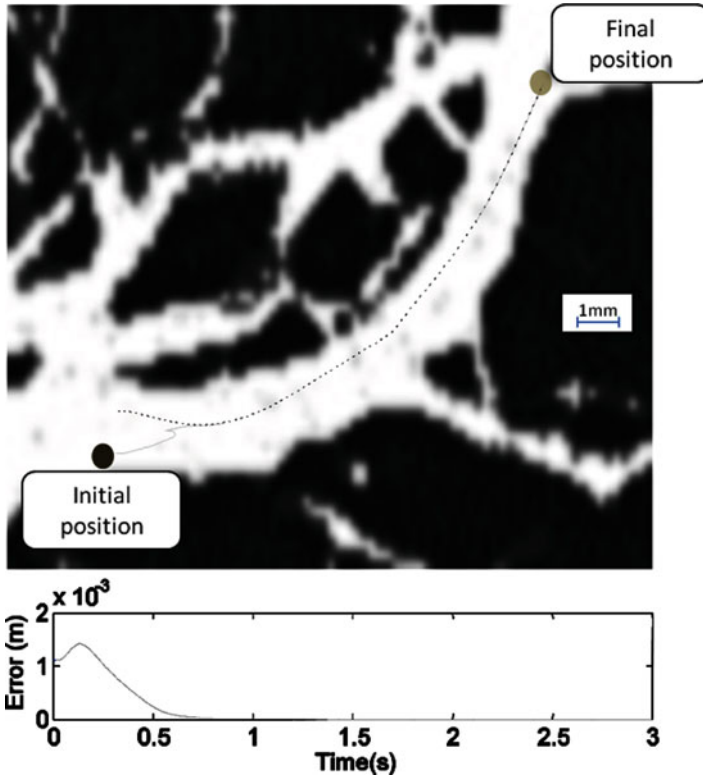 Final
position
1mm
Initial
position
x 10-3
2
1
0
Error (m)
0 0.5 1 1.5 2 2.5 3
Time(s)